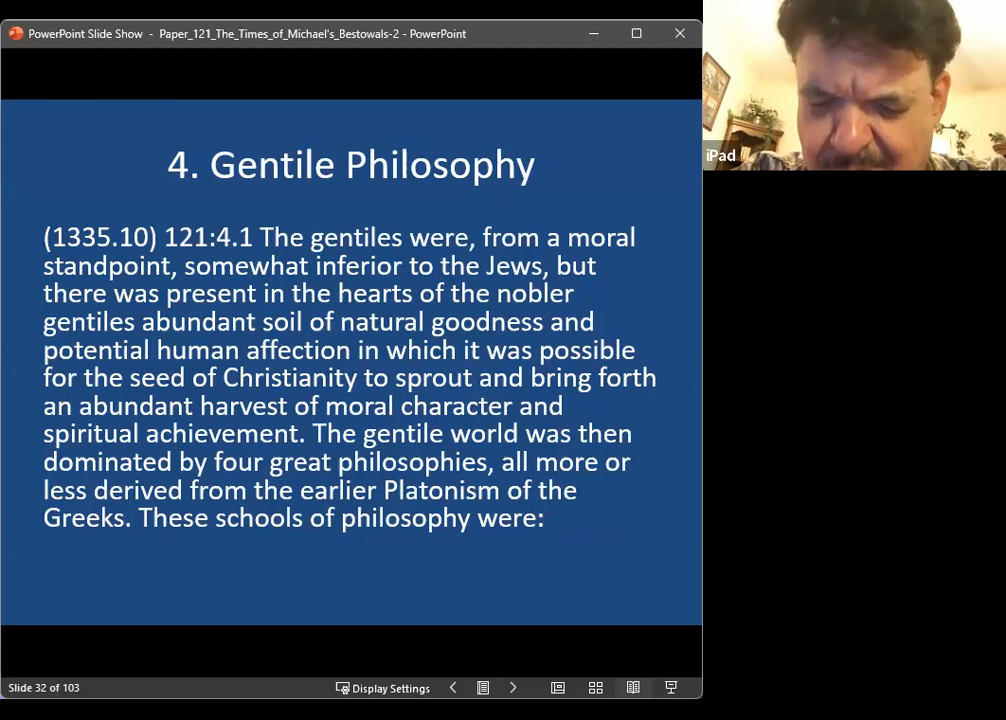 PowerPoint Slide Show - Paper_121_The_Times_of_Michael's_Bestowals-2 - PowerPoint
iPad
4. Gentile Philosophy
(1335.10) 121:4.1 The gentiles were, from a moral
standpoint, somewhat inferior to the Jews, but
there was present in the hearts of the nobler
gentiles abundant soil of natural goodness and
potential human affection in which it was possible
for the seed of Christianity to sprout and bring forth
an abundant harvest of moral character and
spiritual achievement. The gentile world was then
dominated by four great philosophies, all more or
less derived from the earlier Platonism of the
Greeks. These schools of philosophy were:
Slide 32 of 103
Display Settings